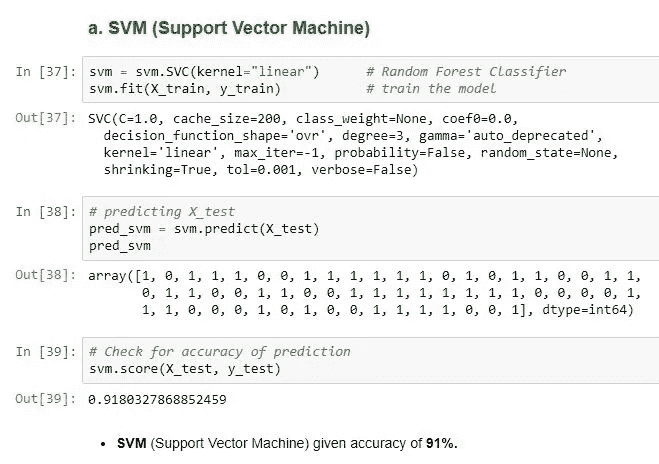 a. SVM (Support Vector Machine)
In [37]: svm = svm.SVC(kernel="linear")      # Random Forest Classifier
svm.fit(X_train, y_train)           # train the model
Out[37]: SVC(C=1.0, cache_size=200, class_weight=None, coef0=0.0,
decision_function_shape='ovr', degree=3, gamma='auto_deprecated',
kernel='linear', max_iter=-1, probability=False, random_state=None,
shrinking=True, tol=0.001, verbose=False)
In [38]: # predicting X_test
pred_svm = svm.predict(X_test)
pred_svm
Out[38]: array([1, 0, 1, 1, 1, 0, 0, 1, 1, 1, 1, 1, 1, 0, 1, 0, 1, 1, 0, 0, 1, 1,
0, 1, 1, 0, 0, 1, 1, 0, 0, 1, 1, 1, 1, 1, 1, 1, 1, 0, 0, 0, 0, 1,
1, 1, 0, 0, 0, 1, 0, 1, 0, 0, 1, 1, 1, 1, 0, 0, 1], dtype=int64)
In [39]: # Check for accuracy of prediction
svm.score(X_test, y_test)
Out[39]: 0.9180327868852459
• SVM (Support Vector Machine) given accuracy of 91%.